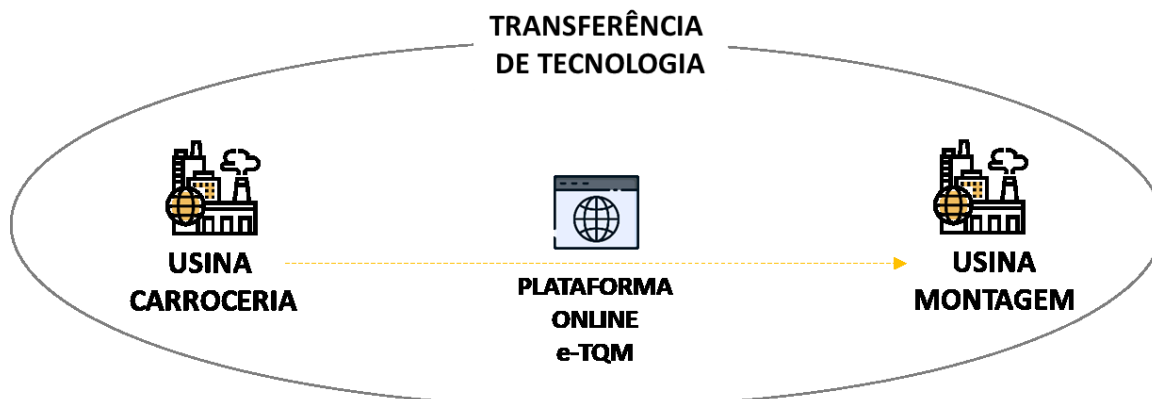 TRANSFERÊNCIA
DE TECNOLOGIA
USINA
CARROCERIA
PLATAFORMA
ONLINE
e-TQM
USINA
MONTAGEM